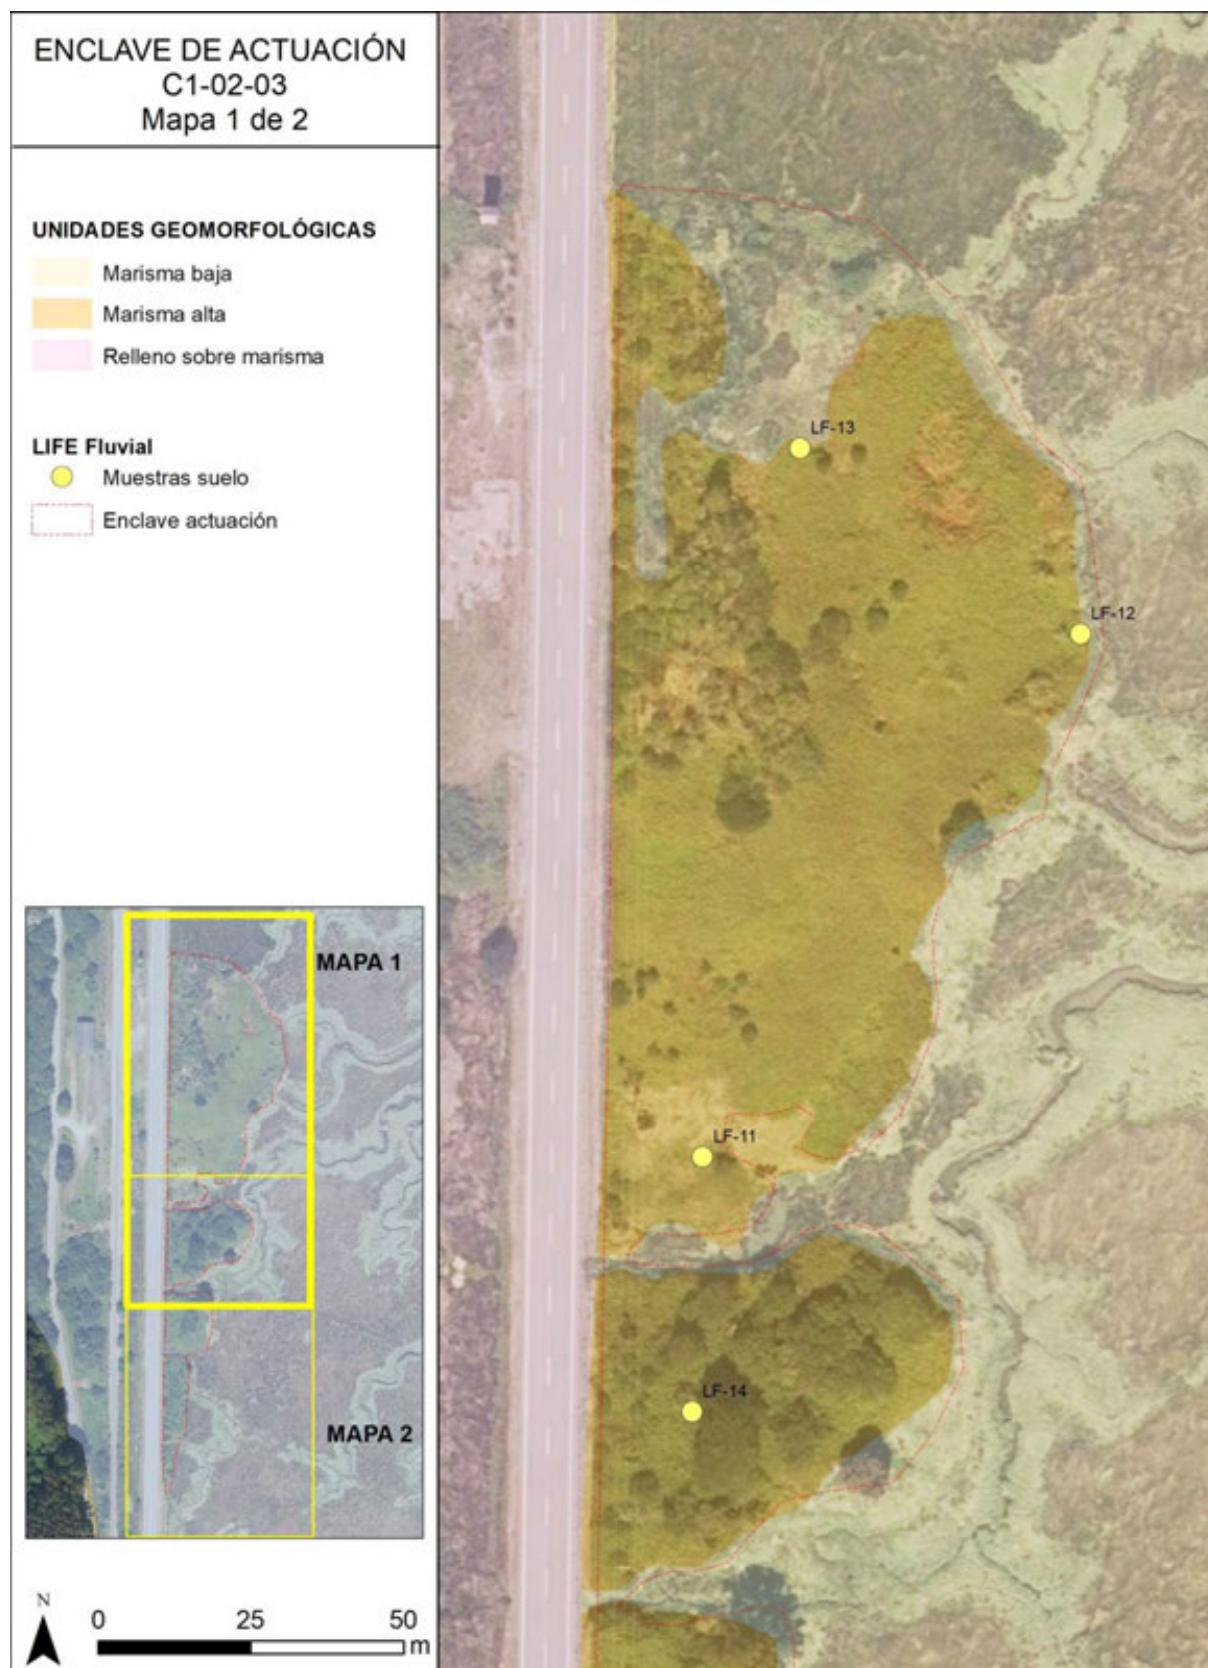 ENCLAVE DE ACTUACIÓN
C1-02-03
Mapa 1 de 2
UNIDADES GEOMORFOLÓGICAS
Marisma baja
Marisma alta
Relleno sobre marisma
LIFE Fluvial
Muestras suelo
Enclave actuación
LF-13
LF-12
LF-11
LF-14
MAPA 1
MAPA 2
N
0 25 50
m